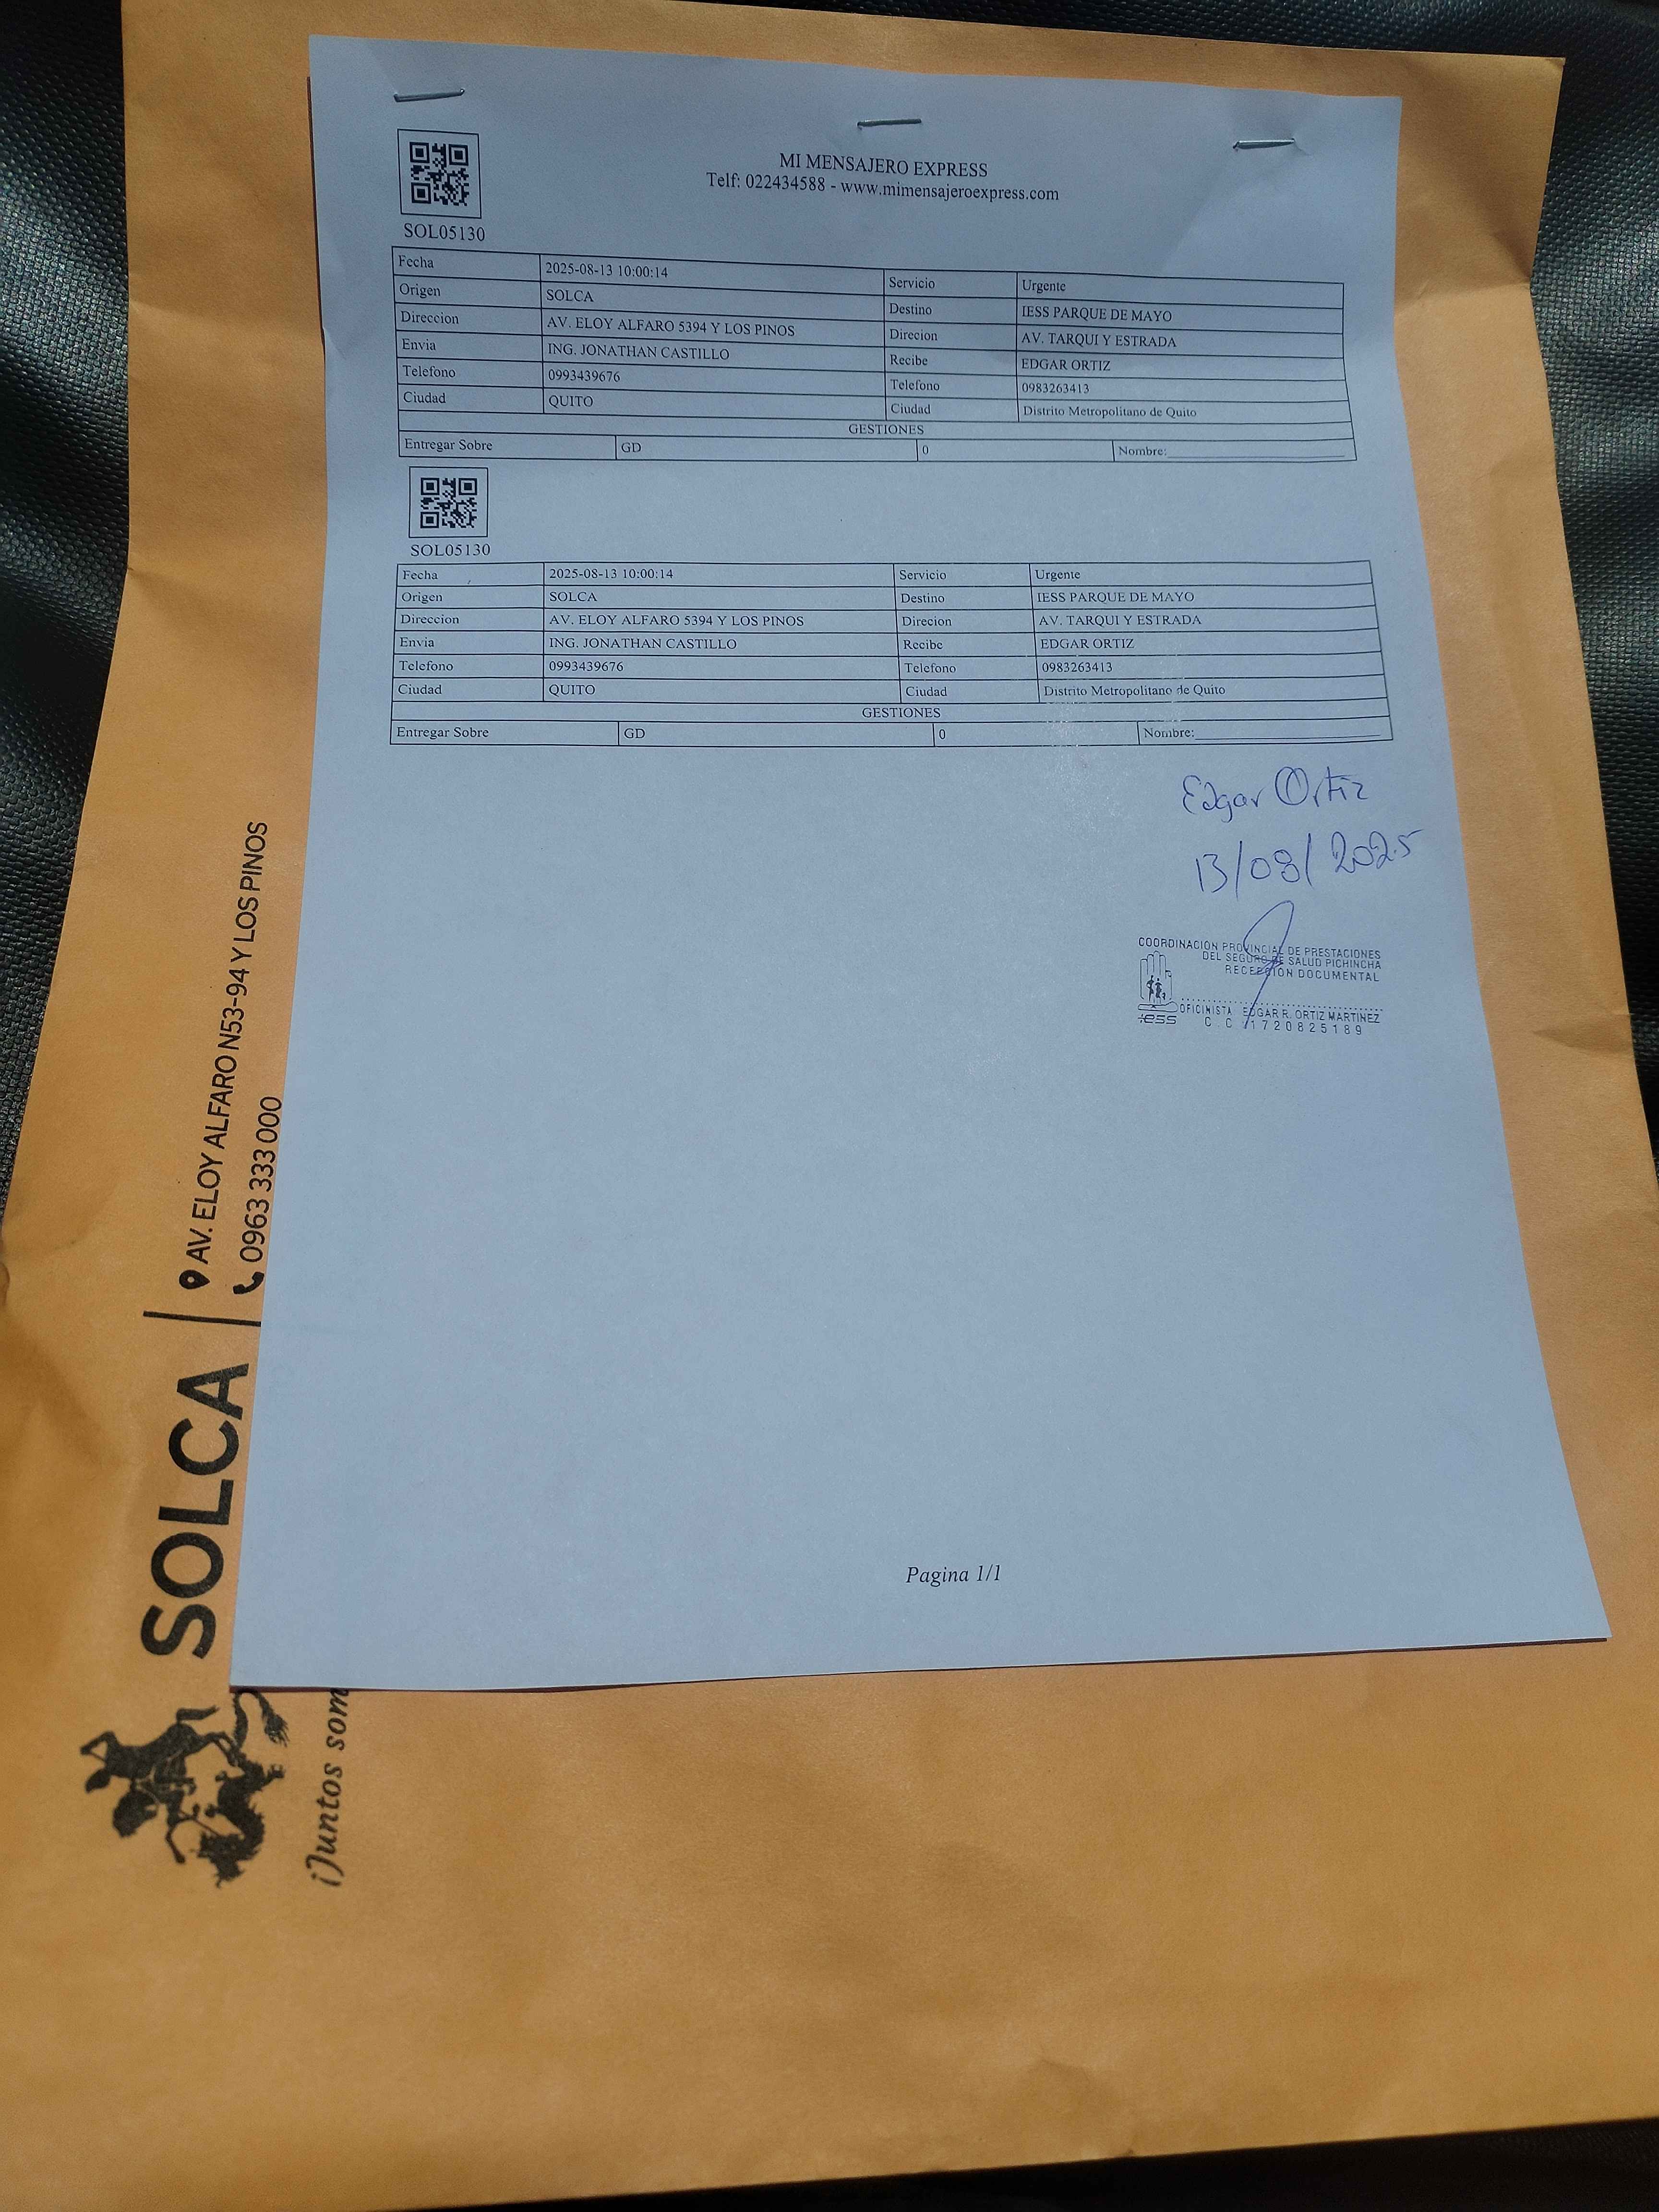 MI MENSAJERO EXPRESS
Telf: 022434588 - www.mimensajeroexpress.com
SOL05130
Fecha 2025-08-13 10:00:14 Servicio Urgente
Origen SOLCA Destino IESS PARQUE DE MAYO
Direccion AV. ELOY ALFARO 5394 Y LOS PINOS Direcion AV. TARQUI Y ESTRADA
Envia ING. JONATHAN CASTILLO Recibe EDGAR ORTIZ
Telefono 0993439676 Telefono 0983263413
Ciudad QUITO Ciudad Distrito Metropolitano de Quito
GESTIONES
Entregar Sobre GD 0 Nombre:
SOL05130
Fecha 2025-08-13 10:00:14 Servicio Urgente
Origen SOLCA Destino IESS PARQUE DE MAYO
Direccion AV. ELOY ALFARO 5394 Y LOS PINOS Direcion AV. TARQUI Y ESTRADA
Envia ING. JONATHAN CASTILLO Recibe EDGAR ORTIZ
Telefono 0993439676 Telefono 0983263413
Ciudad QUITO Ciudad Distrito Metropolitano de Quito
GESTIONES
Entregar Sobre GD 0 Nombre:
Edgar Ortiz
13/08/2025
COORDINACION PROVINCIAL DE PRESTACIONES
DEL SEGURO DE SALUD PICHINCHA
RECEPCIÓN DOCUMENTAL
OFICINISTA EDGAR R. ORTIZ MARTINEZ
iess C C 1720825189
Pagina 1/1
SOLCA
AV. ELOY ALFARO N53-94 Y LOS PINOS
0963 333 000
¡Juntos som